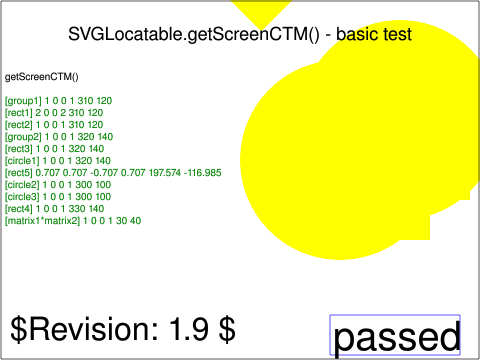 SVGLocatable.getScreenCTM() - basic test
getScreenCTM()
[group1] 1 0 0 1 310 120
[rect1] 2 0 0 2 310 120
[rect2] 1 0 0 1 310 120
[group2] 1 0 0 1 320 140
[rect3] 1 0 0 1 320 140
[circle1] 1 0 0 1 320 140
[rect5] 0.707 0.707 -0.707 0.707 197.574 -116.985
[circle2] 1 0 0 1 300 100
[circle3] 1 0 0 1 300 100
[rect4] 1 0 0 1 330 140
[matrix1*matrix2] 1 0 0 1 30 40
$Revision: 1.9 $
passed